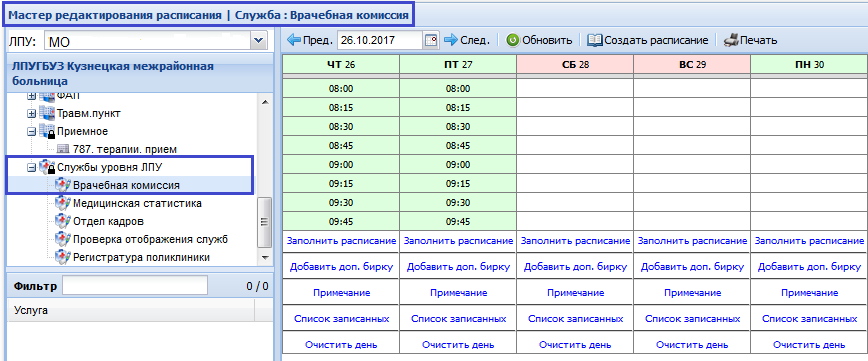 Мастер редактирования расписания | Служба : Врачебная комиссия
ЛПУ: МО
ЛПУГБУЗ Кузнецкая межрайонная
больница
ФАП
Травм.пункт
Приемное
787. терапии. прием
Службы уровня ЛПУ
Врачебная комиссия
Медицинская статистика
Отдел кадров
Проверка отображения служб
Регистратура поликлиники
Фильтр 0 / 0
Услуга
Пред. 26.10.2017 След. Обновить Создать расписание Печать
ЧТ 26 ПТ 27 СБ 28 ВС 29 ПН 30
08:00 08:00
08:15 08:15
08:30 08:30
08:45 08:45
09:00 09:00
09:15 09:15
09:30 09:30
09:45 09:45
Заполнить расписание Заполнить расписание Заполнить расписание Заполнить расписание Заполнить расписание
Добавить доп. бирку Добавить доп. бирку Добавить доп. бирку Добавить доп. бирку Добавить доп. бирку
Примечание Примечание Примечание Примечание Примечание
Список записанных Список записанных Список записанных Список записанных Список записанных
Очистить день Очистить день Очистить день Очистить день Очистить день